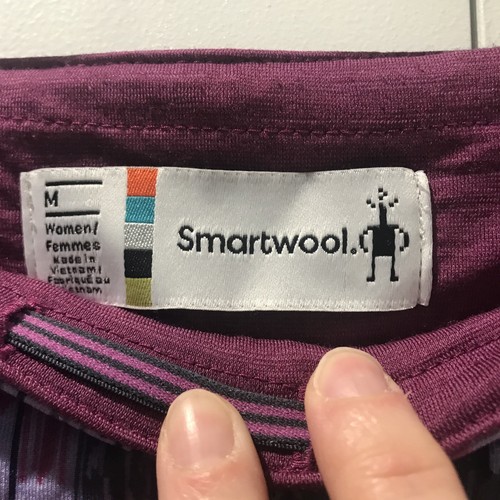 M
Women/
Femmes
Made in
Vietnam/
Fabriqué au
Vietnam
Smartwool.